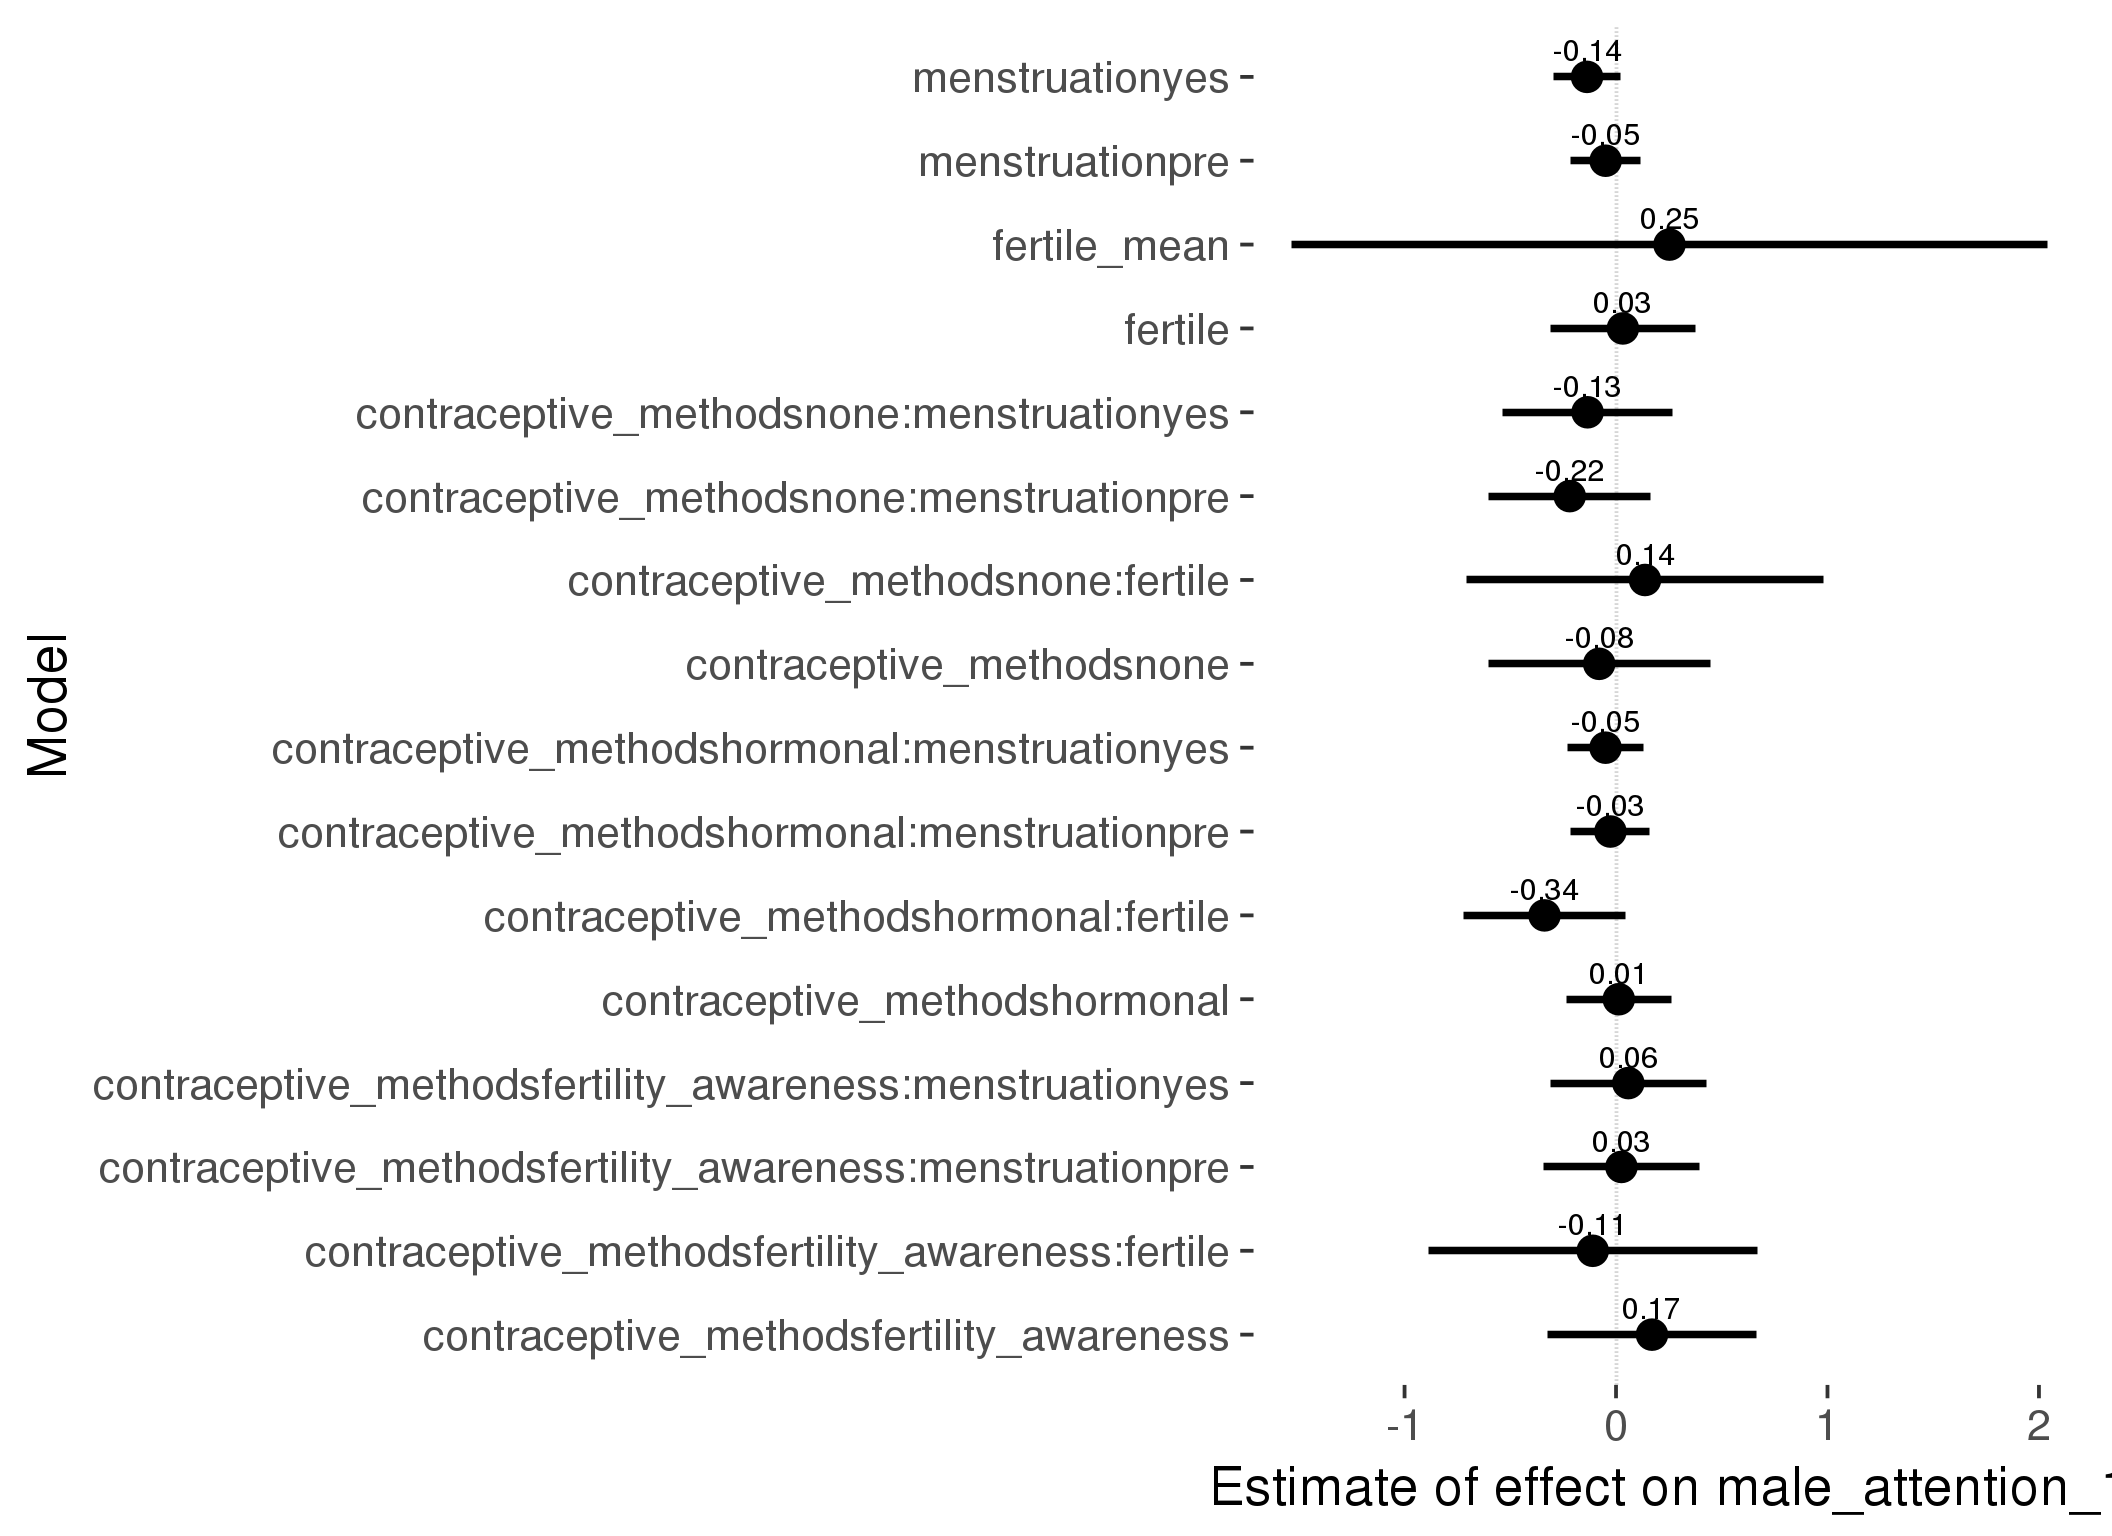 -0.14
menstruationyes
-0.05
menstruationpre
0.25
fertile_mean
0.03
fertile
-0.13
contraceptive_methodsnone:menstruationyes
-0.22
contraceptive_methodsnone:menstruationpre
0.14
contraceptive_methodsnone:fertile
-0.08
contraceptive_methodsnone
-0.05
contraceptive_methodshormonal:menstruationyes
-0.03
contraceptive_methodshormonal:menstruationpre
-0.34
contraceptive_methodshormonal:fertile
0.01
contraceptive_methodshormonal
0.06
contraceptive_methodsfertility_awareness:menstruationyes
0.03
contraceptive_methodsfertility_awareness:menstruationpre
-0.11
contraceptive_methodsfertility_awareness:fertile
0.17
contraceptive_methodsfertility_awareness
Model
-1 0 1 2
Estimate of effect on male_attention_1